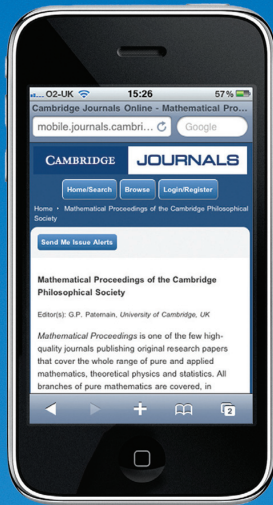 O2-UK 15:26 57%
Cambridge Journals Online - Mathematical Pro...
mobile.journals.cambri... Google
CAMBRIDGE JOURNALS
Home/Search Browse Login/Register
Home • Mathematical Proceedings of the Cambridge Philosophical
Society
Send Me Issue Alerts
Mathematical Proceedings of the Cambridge
Philosophical Society
Editor(s): G.P. Paternain, University of Cambridge, UK
Mathematical Proceedings is one of the few high-
quality journals publishing original research papers
that cover the whole range of pure and applied
mathematics, theoretical physics and statistics. All
branches of pure mathematics are covered, in
2